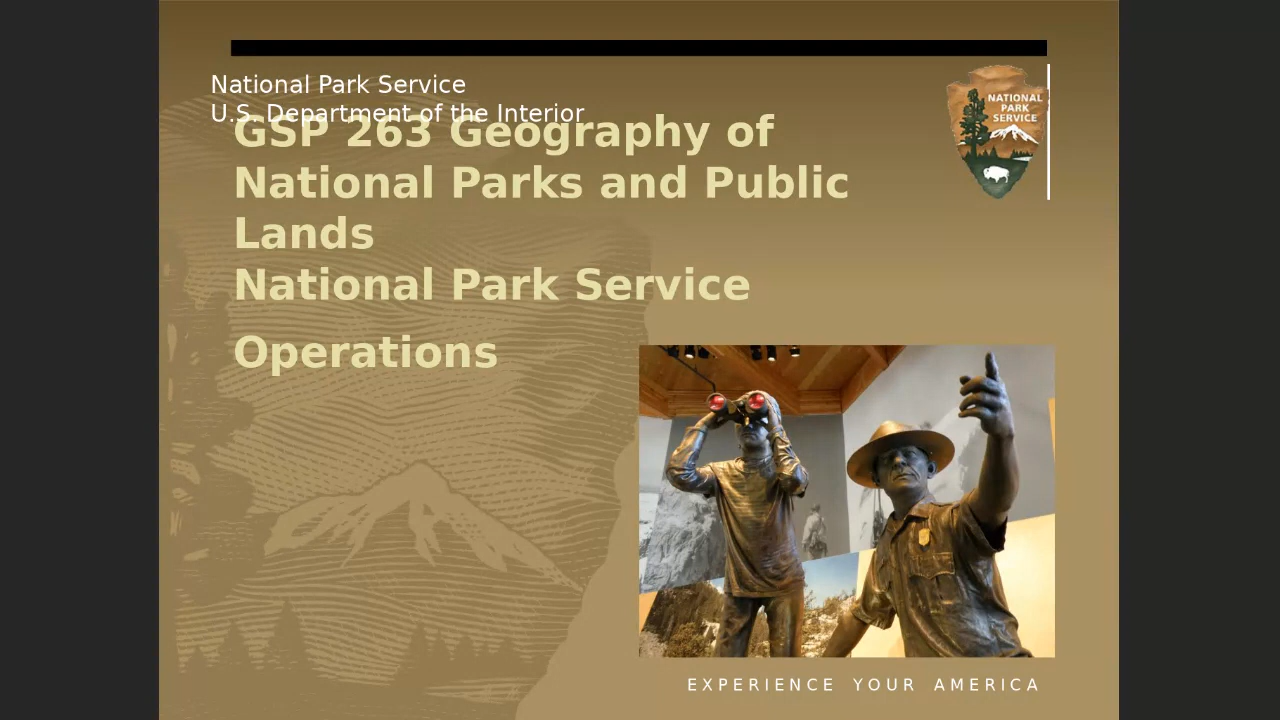 National Park Service
U.S. Department of the Interior
GSP 263 Geography of
National Parks and Public
Lands
National Park Service
Operations
NATIONAL
PARK
SERVICE
EXPERIENCE YOUR AMERICA